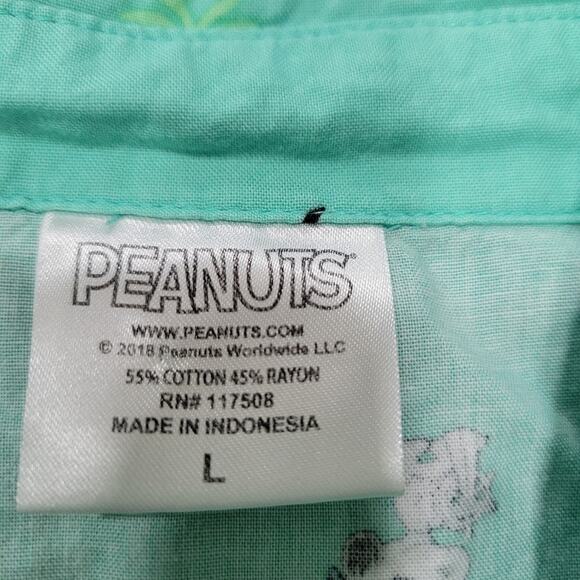 PEANUTS
WWW.PEANUTS.COM
© 2018 Peanuts Worldwide LLC
55% COTTON 45% RAYON
RN# 117508
MADE IN INDONESIA
L